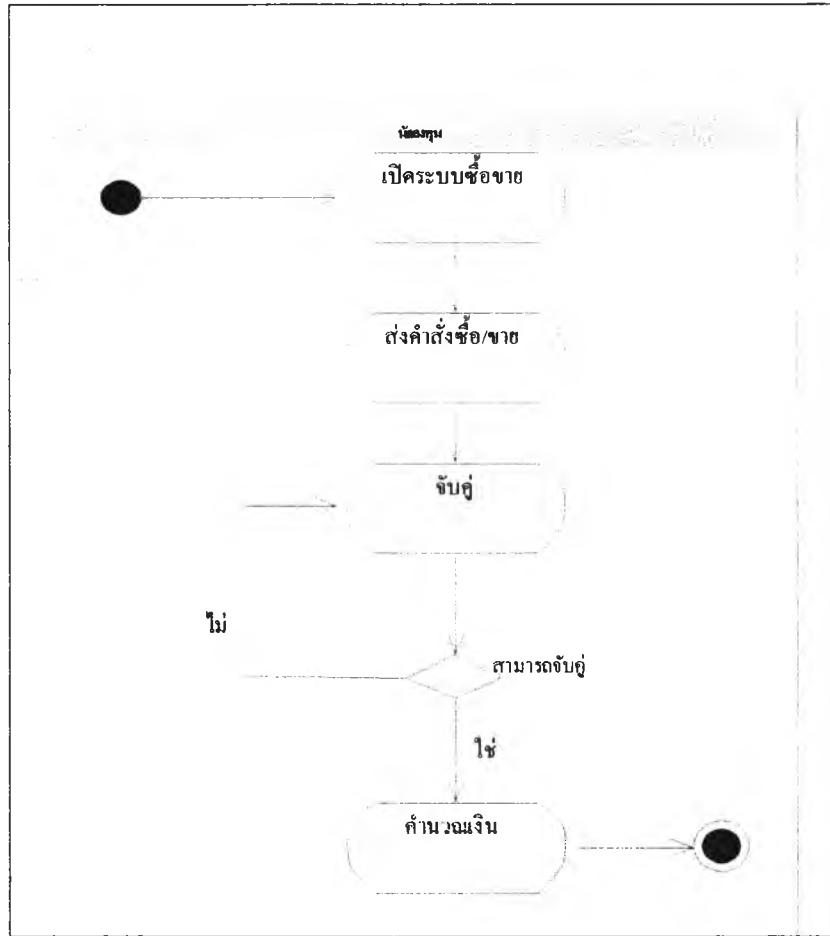 นักลงทุน
เปิดระบบซื้อขาย
ส่งคำสั่งซื้อ/ขาย
จับคู่
ไม่
สามารถจับคู่
ใช่
คำนวณเงิน